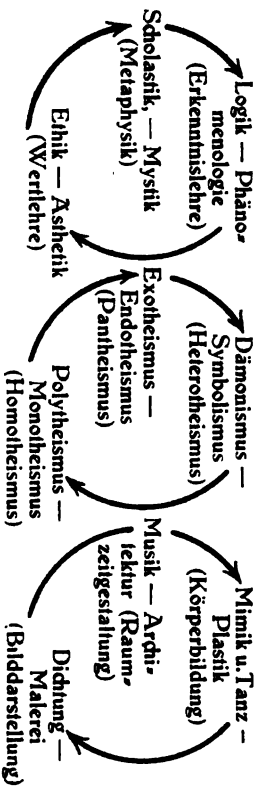 Logik — Phäno-
menologie
(Erkenntnislehre)
Scholastik, — Mystik
(Metaphysik)
Ethik — Ästhetik
(Wertlehre)
Dämonismus —
Symbolismus
(Heterotheismus)
Exotheismus —
Endotheismus
(Pantheismus)
Polytheismus —
Monotheismus
(Homotheismus)
Mimik u. Tanz –
Plastik
(Körperbildung)
Musik — Archi-
tektur (Raum-
zeitgestaltung)
Dichtung —
Malerei
(Bilddarstellung)